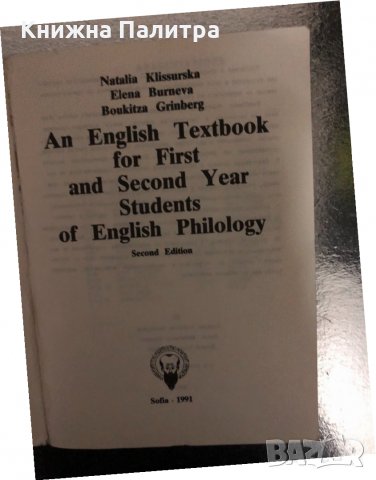 Книжна Палитра
Natalia Klissurska
Elena Burneva
Boukitza Grinberg
An English Textbook
for First
and Second Year
Students
of English Philology
Second Edition
Sofia - 1991
BAZAR